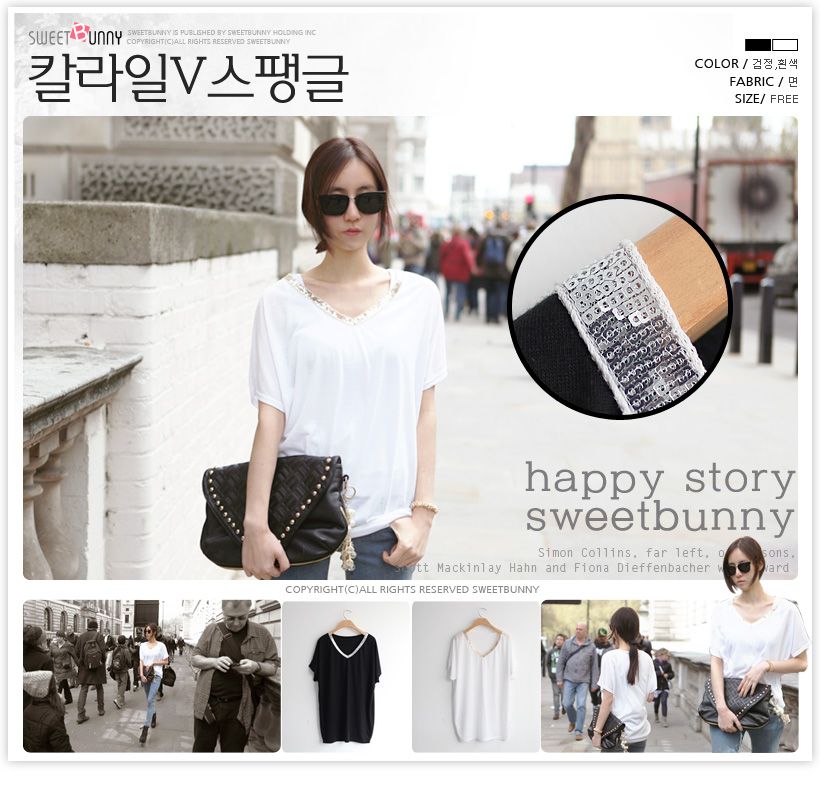 SWEETBUNNY
SWEETBUNNY IS PUBLISHED BY SWEETBUNNY HOLDING INC
COPYRIGHT(C)ALL RIGHTS RESERVED SWEETBUNNY
칼라일V스팽글
COLOR / 검정,흰색
FABRIC / 면
SIZE/ FREE
happy story
sweetbunny
Simon Collins, far left, sons,
Scott Mackinlay Hahn and Fiona Dieffenbacher
COPYRIGHT(C)ALL RIGHTS RESERVED SWEETBUNNY